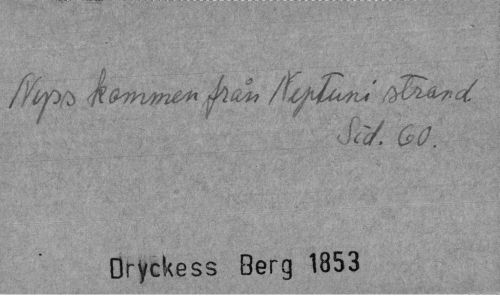 Nyss kommen från Neptuni strand
Sid. 60.
Dryckess Berg 1853